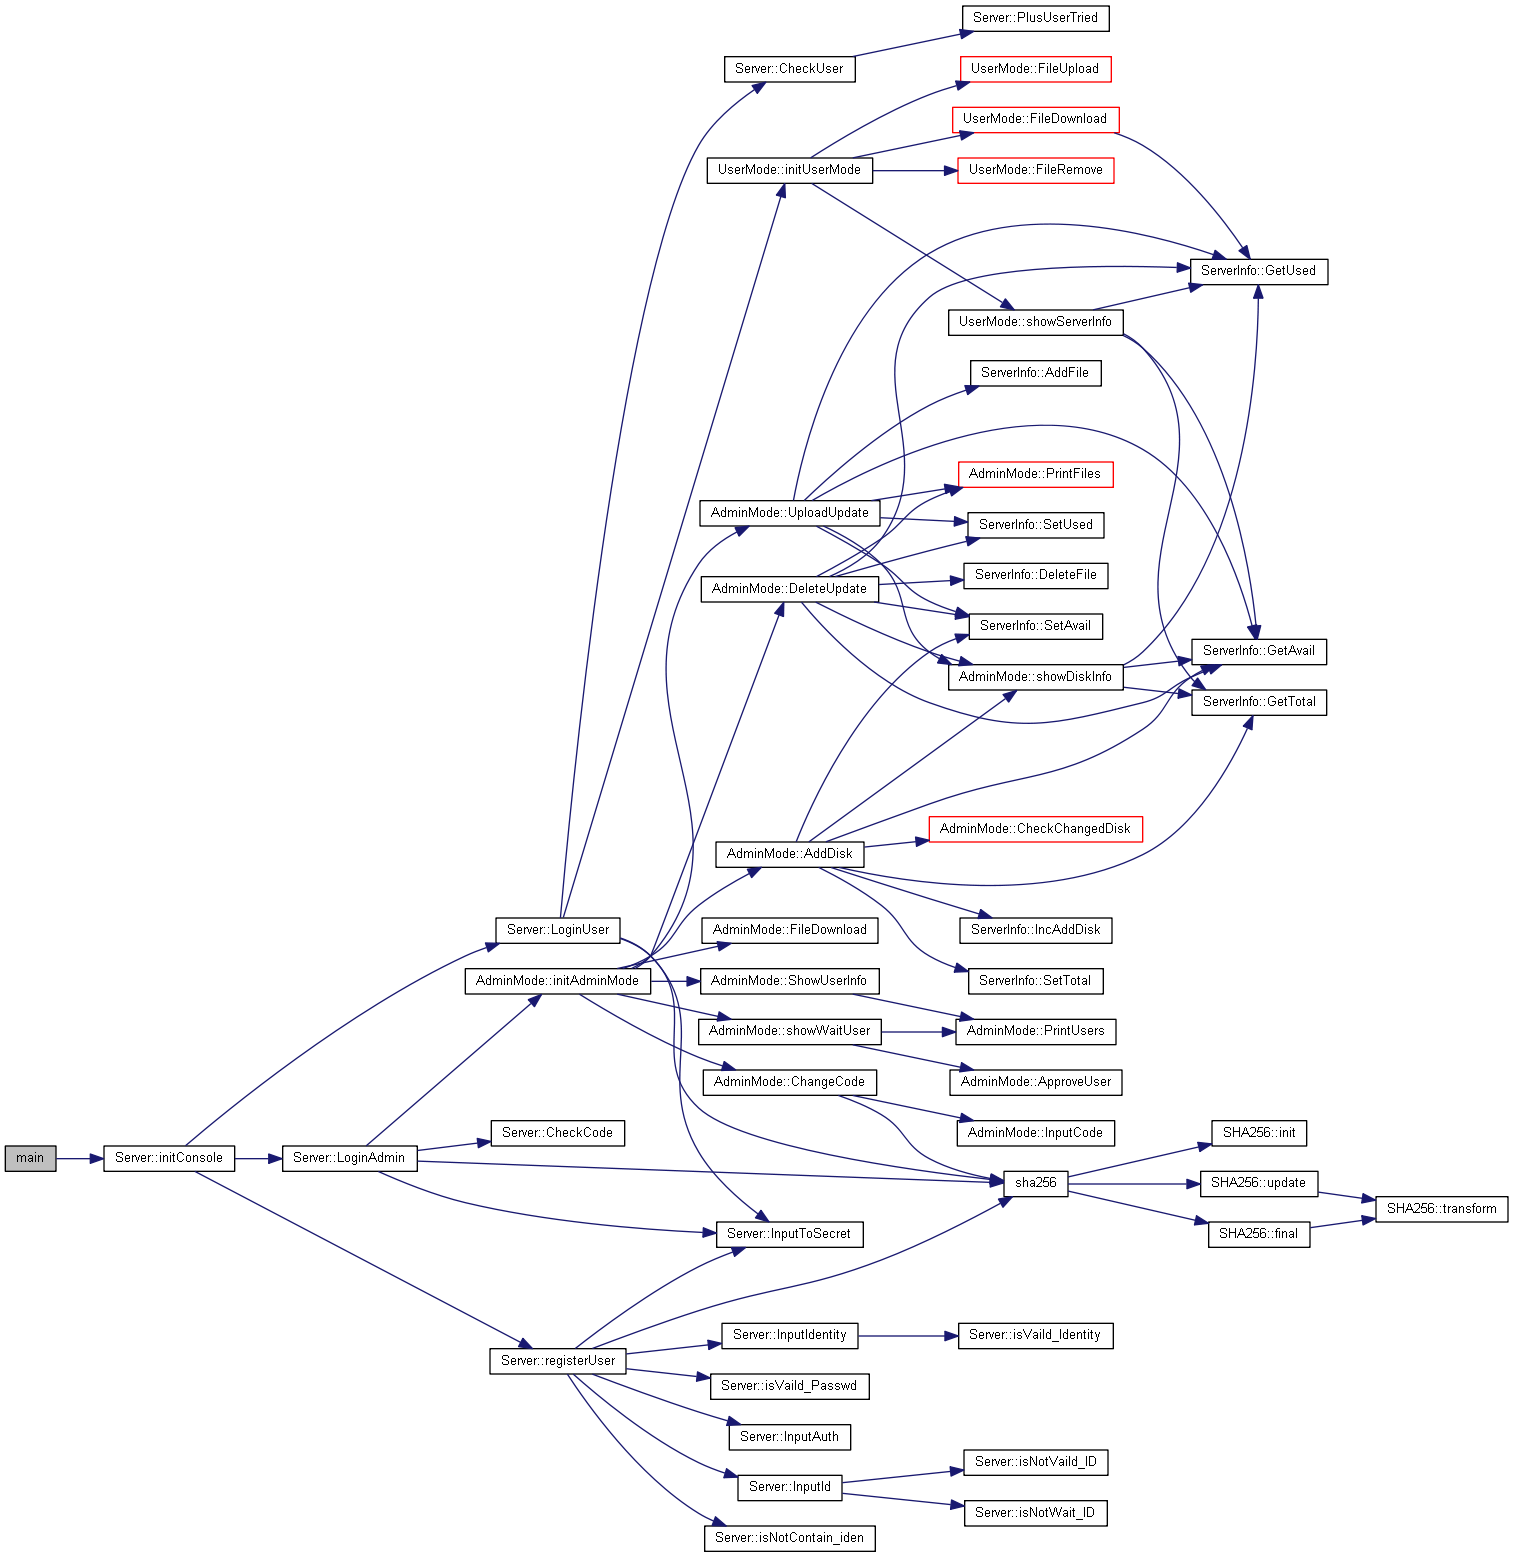 Server::PlusUserTried
Server::CheckUser
UserMode::FileUpload
UserMode::FileDownload
UserMode::initUserMode
UserMode::FileRemove
ServerInfo::GetUsed
UserMode::showServerInfo
ServerInfo::AddFile
AdminMode::PrintFiles
AdminMode::UploadUpdate
ServerInfo::SetUsed
ServerInfo::DeleteFile
AdminMode::DeleteUpdate
ServerInfo::SetAvail
ServerInfo::GetAvail
AdminMode::showDiskInfo
ServerInfo::GetTotal
AdminMode::CheckChangedDisk
AdminMode::AddDisk
Server::LoginUser
AdminMode::FileDownload
ServerInfo::IncAddDisk
AdminMode::initAdminMode
AdminMode::ShowUserInfo
ServerInfo::SetTotal
AdminMode::showWaitUser
AdminMode::PrintUsers
AdminMode::ChangeCode
AdminMode::ApproveUser
Server::CheckCode
AdminMode::InputCode
SHA256::init
main
Server::initConsole
Server::LoginAdmin
sha256
SHA256::update
SHA256::transform
Server::InputToSecret
SHA256::final
Server::InputIdentity
Server::isVaild_Identity
Server::registerUser
Server::isVaild_Passwd
Server::InputAuth
Server::isNotVaild_ID
Server::InputId
Server::isNotWait_ID
Server::isNotContain_iden